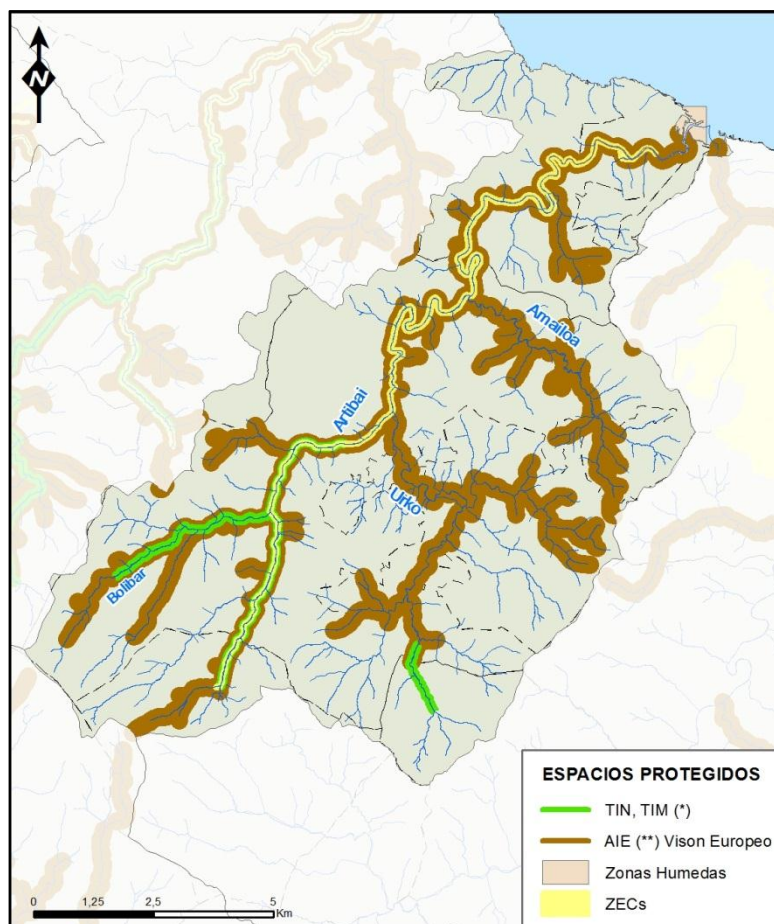 N
Amailoa
Artibai
Urko
Bolibar
ESPACIOS PROTEGIDOS
TIN, TIM (*)
AIE (**) Vison Europeo
Zonas Humedas
ZECs
0 1,25 2,5 5
Km